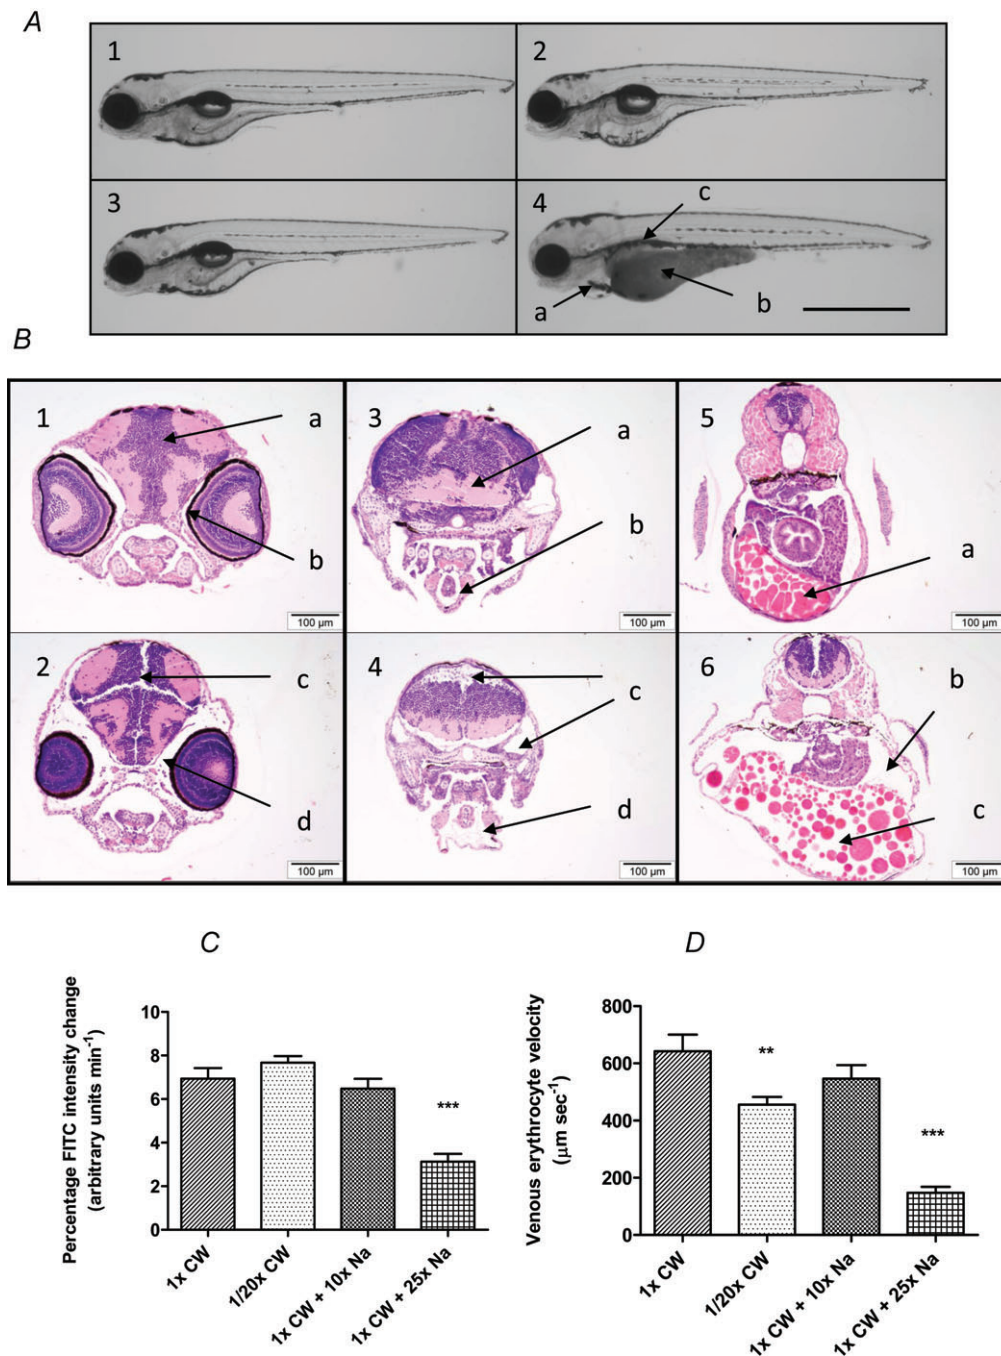 A
1
2
3
4
c
a
b
B
1
a
b
100 µm
3
a
b
100 µm
5
a
100 µm
2
c
d
100 µm
4
c
d
100 µm
6
b
c
100 µm
C
Percentage FITC intensity change
(arbitrary units min⁻¹)
10
8
6
4
2
0
***
1x CW
1/20x CW
1x CW + 10x Na
1x CW + 25x Na
D
Venous erythrocyte velocity
(µm sec⁻¹)
800
600
400
200
0
**
***
1x CW
1/20x CW
1x CW + 10x Na
1x CW + 25x Na